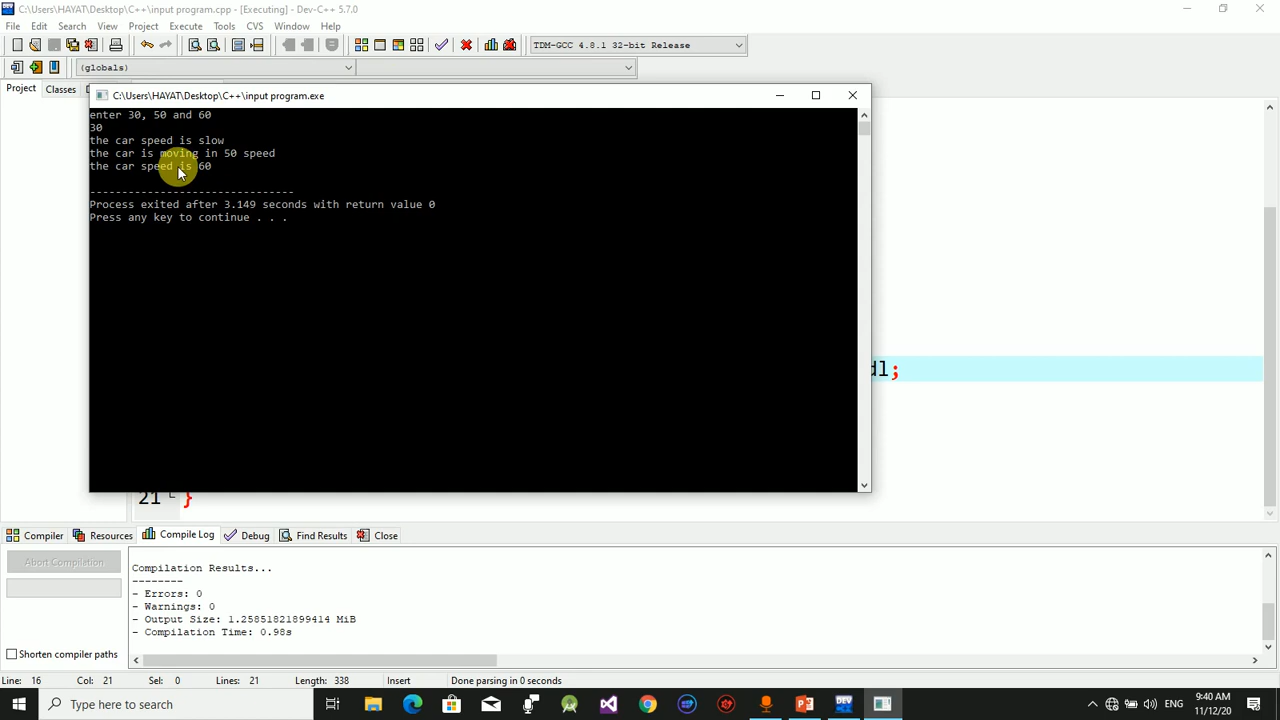 C:\Users\HAYAT\Desktop\C++\input program.cpp - [Executing] - Dev-C++ 5.7.0
File Edit Search View Project Execute Tools CVS Window Help
TDM-GCC 4.8.1 32-bit Release
(globals)
Project Classes
C:\Users\HAYAT\Desktop\C++\input program.exe
enter 30, 50 and 60
30
the car speed is slow
the car is moving in 50 speed
the car speed is 60
--------------------------------
Process exited after 3.149 seconds with return value 0
Press any key to continue . . .
dl;
21 }
Compiler Resources Compile Log Debug Find Results Close
Abort Compilation
Compilation Results...
--------
- Errors: 0
- Warnings: 0
- Output Size: 1.25851821899414 MiB
- Compilation Time: 0.98s
Shorten compiler paths
Line: 16 Col: 21 Sel: 0 Lines: 21 Length: 338 Insert Done parsing in 0 seconds
Type here to search
ENG
9:40 AM
11/12/20